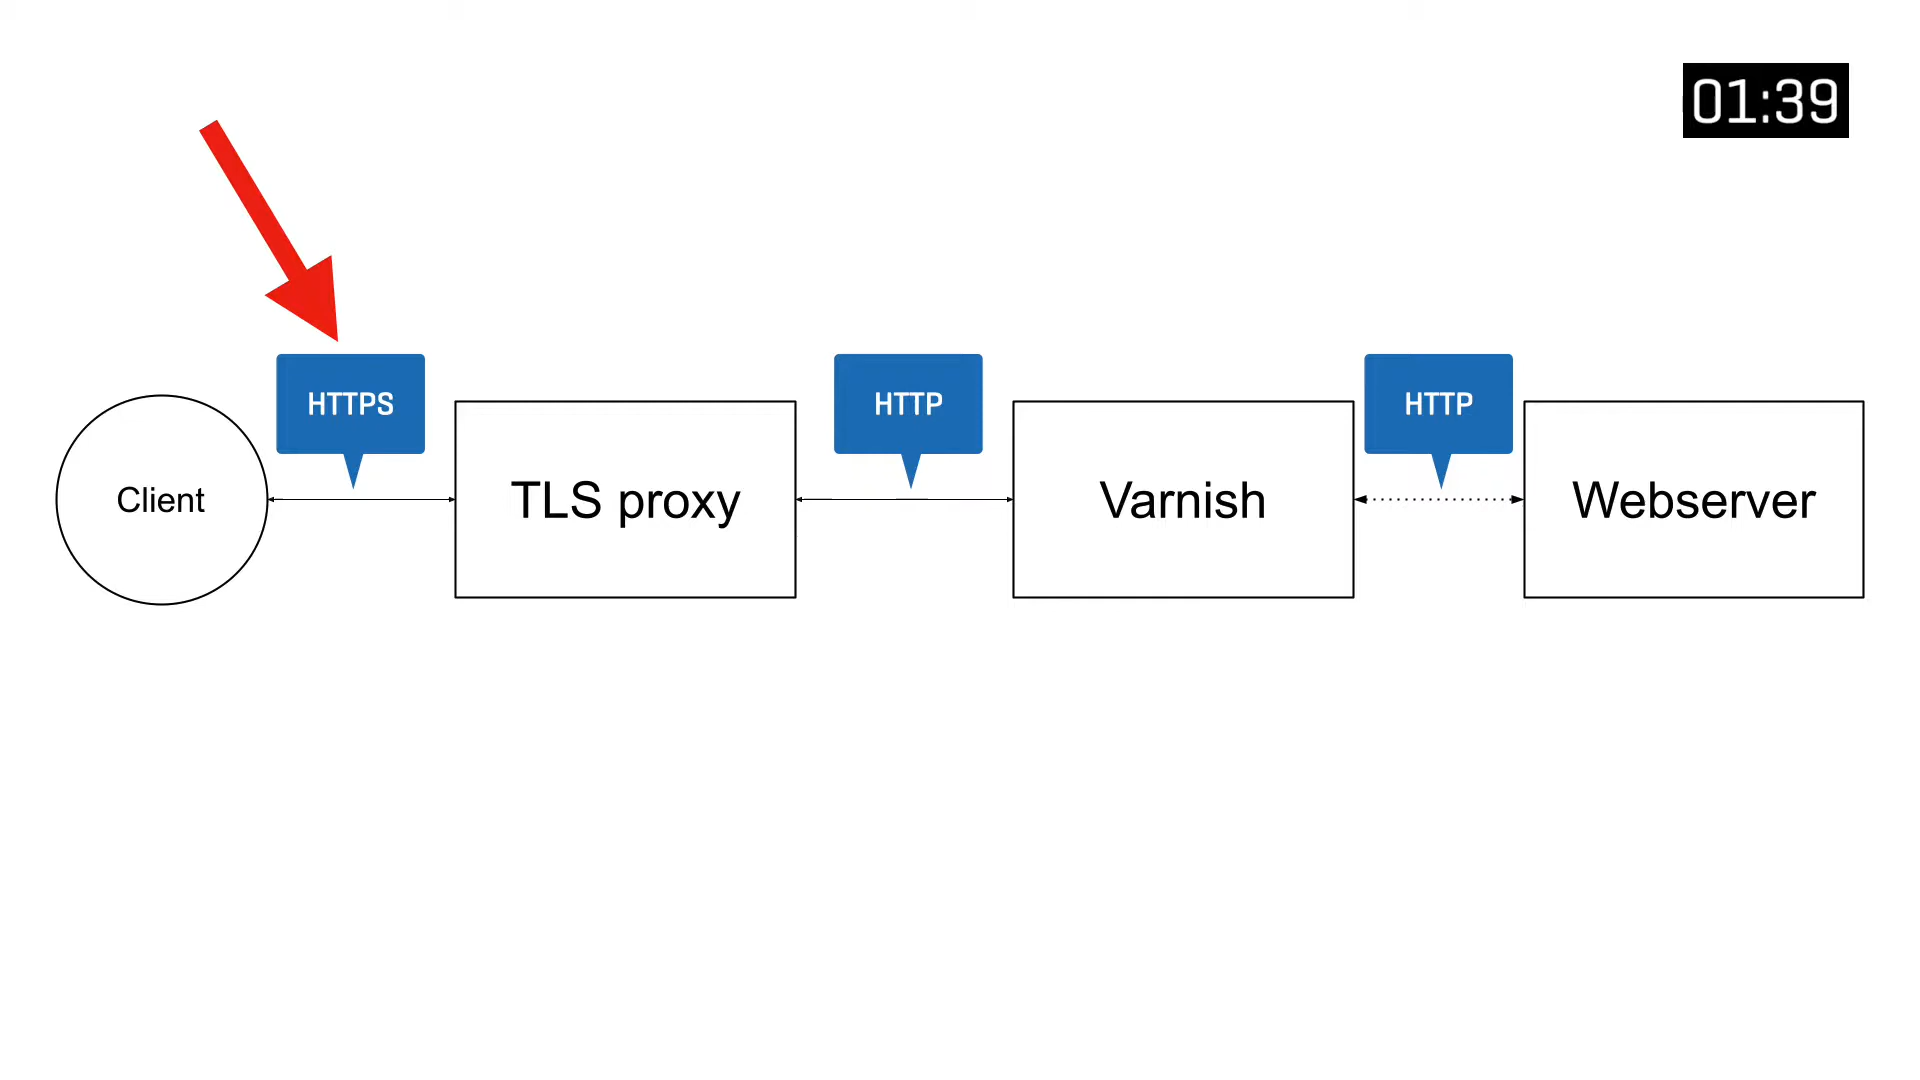 01:39
HTTPS
HTTP
HTTP
Client
TLS proxy
Varnish
Webserver